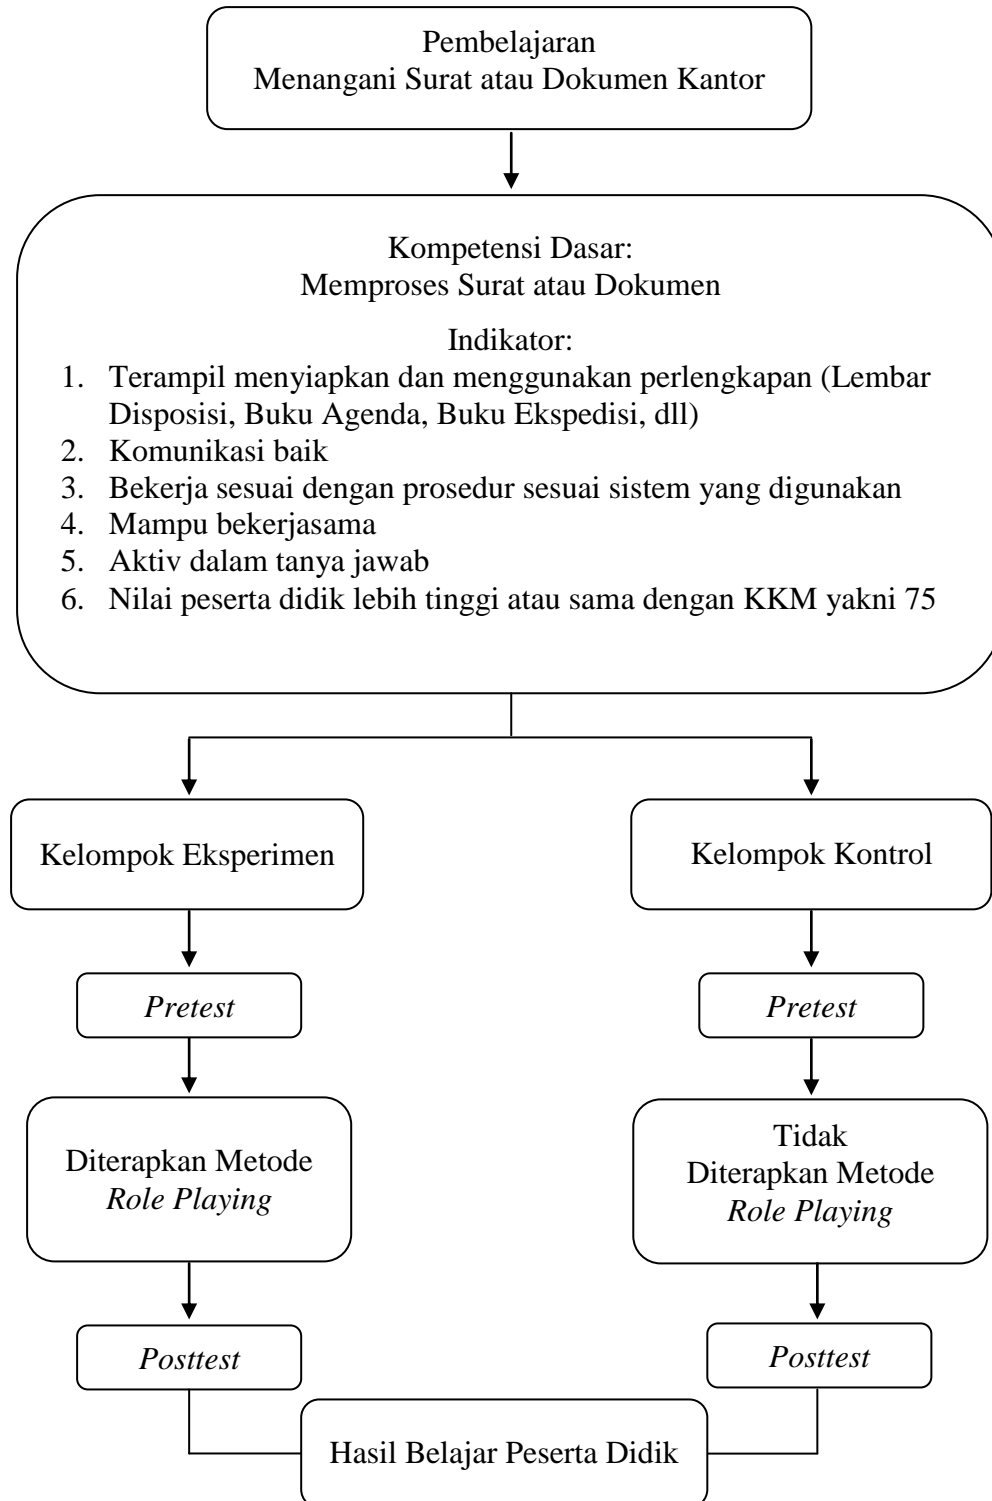 Pembelajaran
Menangani Surat atau Dokumen Kantor
Kompetensi Dasar:
Memproses Surat atau Dokumen
Indikator:
1. Terampil menyiapkan dan menggunakan perlengkapan (Lembar
Disposisi, Buku Agenda, Buku Ekspedisi, dll)
2. Komunikasi baik
3. Bekerja sesuai dengan prosedur sesuai sistem yang digunakan
4. Mampu bekerjasama
5. Aktiv dalam tanya jawab
6. Nilai peserta didik lebih tinggi atau sama dengan KKM yakni 75
Kelompok Eksperimen
Kelompok Kontrol
Pretest
Pretest
Diterapkan Metode
Role Playing
Tidak
Diterapkan Metode
Role Playing
Posttest
Posttest
Hasil Belajar Peserta Didik